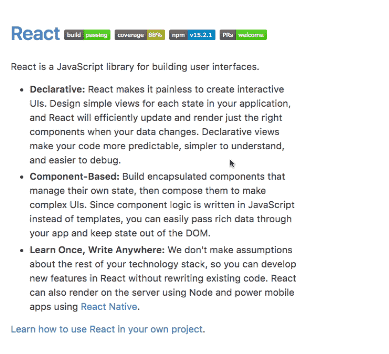 React build passing coverage 88% npm v15.2.1 PRs welcome
React is a JavaScript library for building user interfaces.
• Declarative: React makes it painless to create interactive
UIs. Design simple views for each state in your application,
and React will efficiently update and render just the right
components when your data changes. Declarative views
make your code more predictable, simpler to understand,
and easier to debug.
• Component-Based: Build encapsulated components that
manage their own state, then compose them to make
complex UIs. Since component logic is written in JavaScript
instead of templates, you can easily pass rich data through
your app and keep state out of the DOM.
• Learn Once, Write Anywhere: We don't make assumptions
about the rest of your technology stack, so you can develop
new features in React without rewriting existing code. React
can also render on the server using Node and power mobile
apps using React Native.
Learn how to use React in your own project.